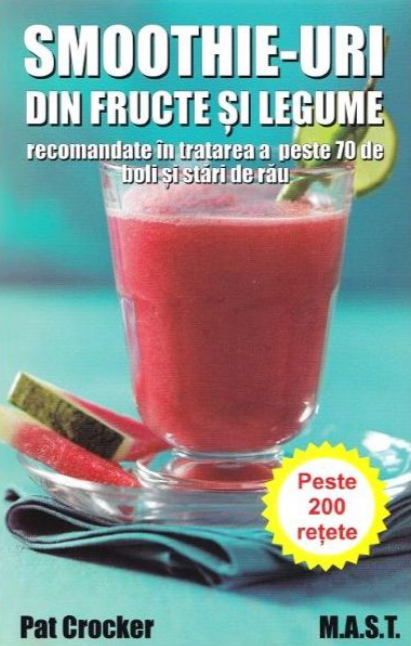 SMOOTHIE-URI
DIN FRUCTE ȘI LEGUME
recomandate în tratarea a peste 70 de
boli și stări de rău
Peste
200
rețete
Pat Crocker
M.A.S.T.